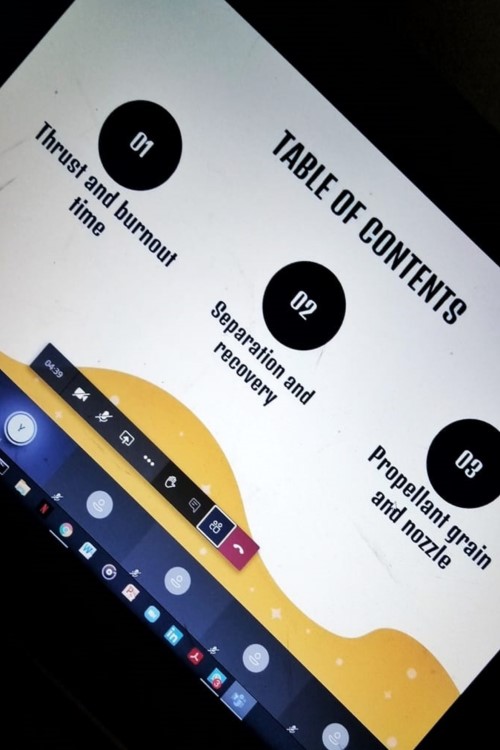 TABLE OF CONTENTS
01
Thrust and burnout
time
02
Separation and
recovery
03
Propellant grain
and nozzle
04:39
Y